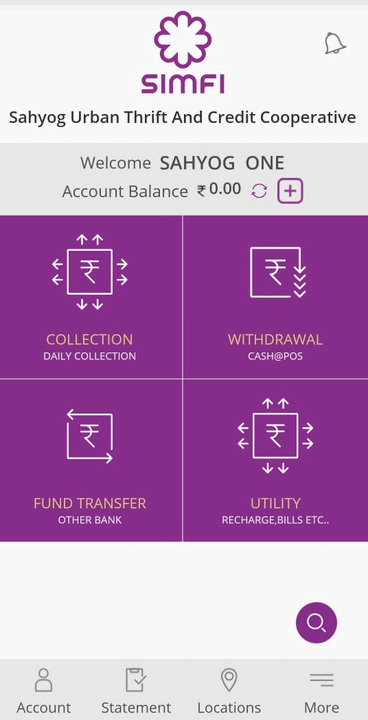 SIMFI
Sahyog Urban Thrift And Credit Cooperative
Welcome SAHYOG ONE
Account Balance ₹ 0.00
COLLECTION
DAILY COLLECTION
WITHDRAWAL
CASH@POS
FUND TRANSFER
OTHER BANK
UTILITY
RECHARGE,BILLS ETC..
Account Statement Locations More